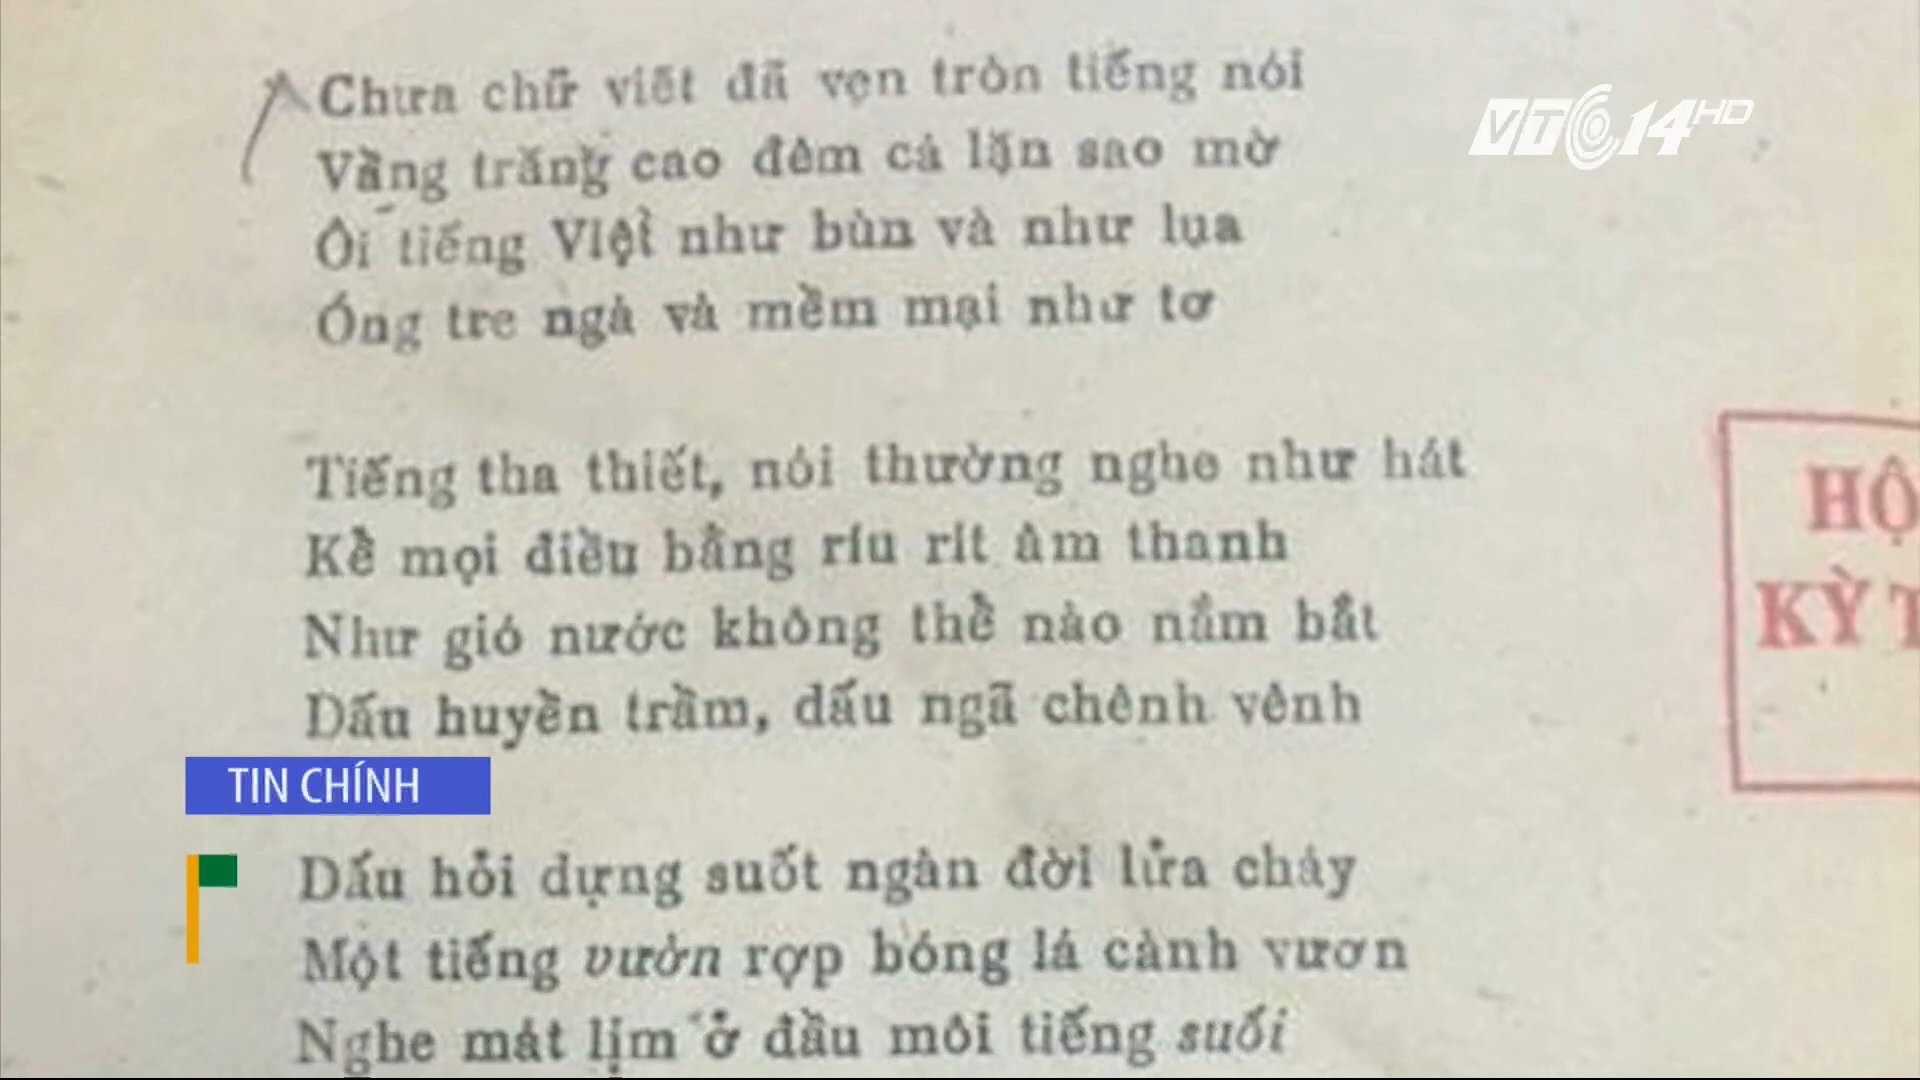 Chưa chữ viết đã vẹn tròn tiếng nói
VTC14HD
Vầng trăng cao đêm cá lặn sao mờ
Ôi tiếng Việt như bùn và như lụa
Óng tre ngà và mềm mại như tơ
Tiếng tha thiết, nói thường nghe như hát
Kể mọi điều bằng ríu rít âm thanh
Như gió nước không thể nào nắm bắt
Dấu huyền trầm, dấu ngã chênh vênh
HỘ
KỲ T
TIN CHÍNH
Dấu hỏi dựng suốt ngàn đời lửa cháy
Một tiếng vườn rợp bóng lá cành vươn
Nghe mát lịm ở đầu môi tiếng suối